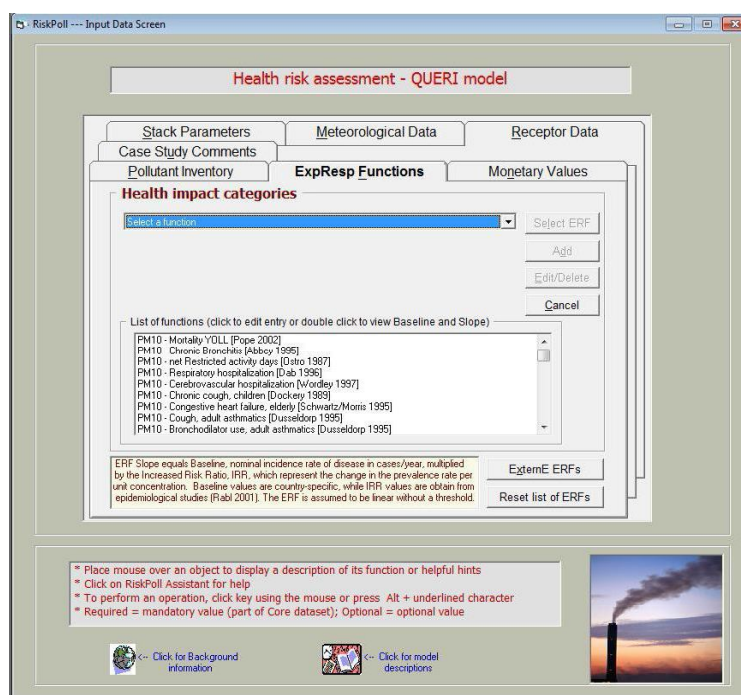 RiskPoll --- Input Data Screen
Health risk assessment - QUERI model
Stack Parameters
Meteorological Data
Receptor Data
Case Study Comments
Pollutant Inventory
ExpResp Functions
Monetary Values
Health impact categories
Select a function
Select ERF
Add
Edit/Delete
Cancel
List of functions (click to edit entry or double click to view Baseline and Slope)
PM10 - Mortality YOLL [Pope 2002]
PM10 Chronic Bronchitis [Abbey 1995]
PM10 - net Restricted activity days [Ostro 1987]
PM10 - Respiratory hospitalization [Dab 1996]
PM10 - Cerebrovascular hospitalization [Wordley 1997]
PM10 - Chronic cough, children [Dockery 1989]
PM10 - Congestive heart failure, elderly [Schwartz/Morris 1995]
PM10 - Cough, adult asthmatics [Dusseldorp 1995]
PM10 - Bronchodilator use, adult asthmatics [Dusseldorp 1995]
ERF Slope equals Baseline, nominal incidence rate of disease in cases/year, multiplied
by the Increased Risk Ratio, IRR, which represent the change in the prevalence rate per
unit concentration. Baseline values are country-specific, while IRR values are obtain from
epidemiological studies (Rabl 2001). The ERF is assumed to be linear without a threshold.
ExternE ERFs
Reset list of ERFs
* Place mouse over an object to display a description of its function or helpful hints
* Click on RiskPoll Assistant for help
* To perform an operation, click key using the mouse or press Alt + underlined character
* Required = mandatory value (part of Core dataset); Optional = optional value
<-- Click for Background
information
<-- Click for model
descriptions